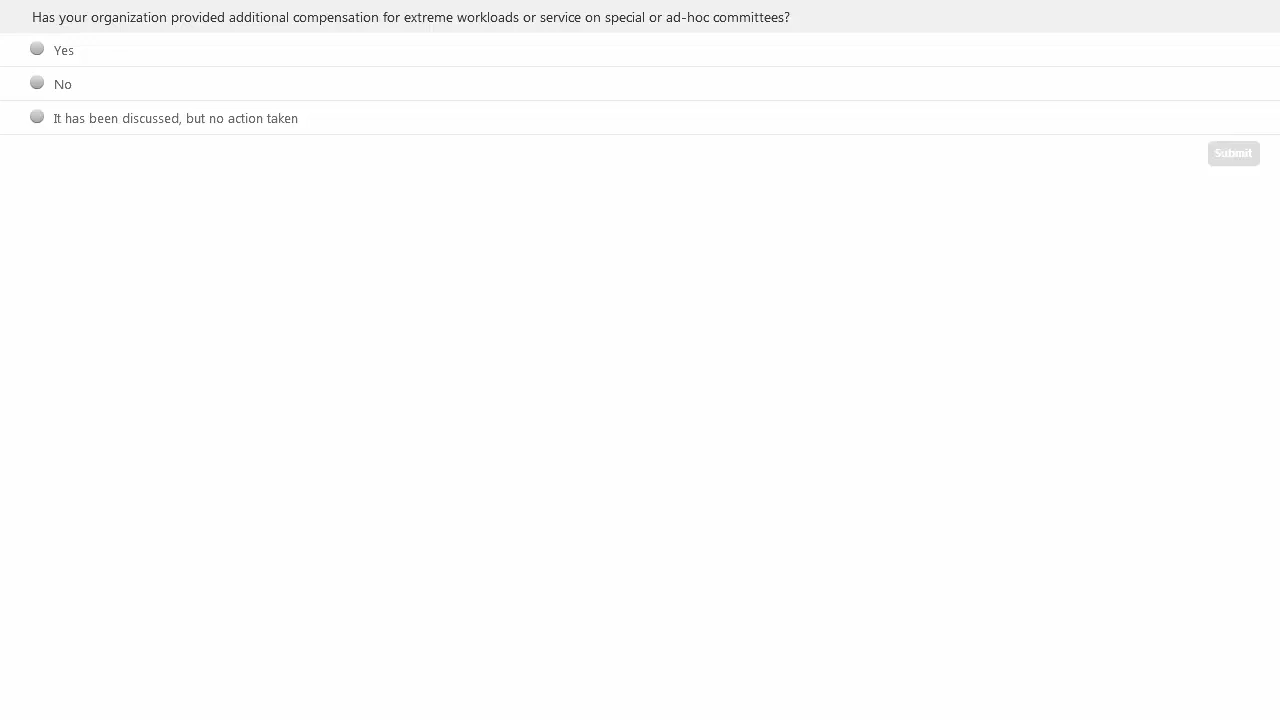 Has your organization provided additional compensation for extreme workloads or service on special or ad-hoc committees?
Yes
No
It has been discussed, but no action taken
Submit